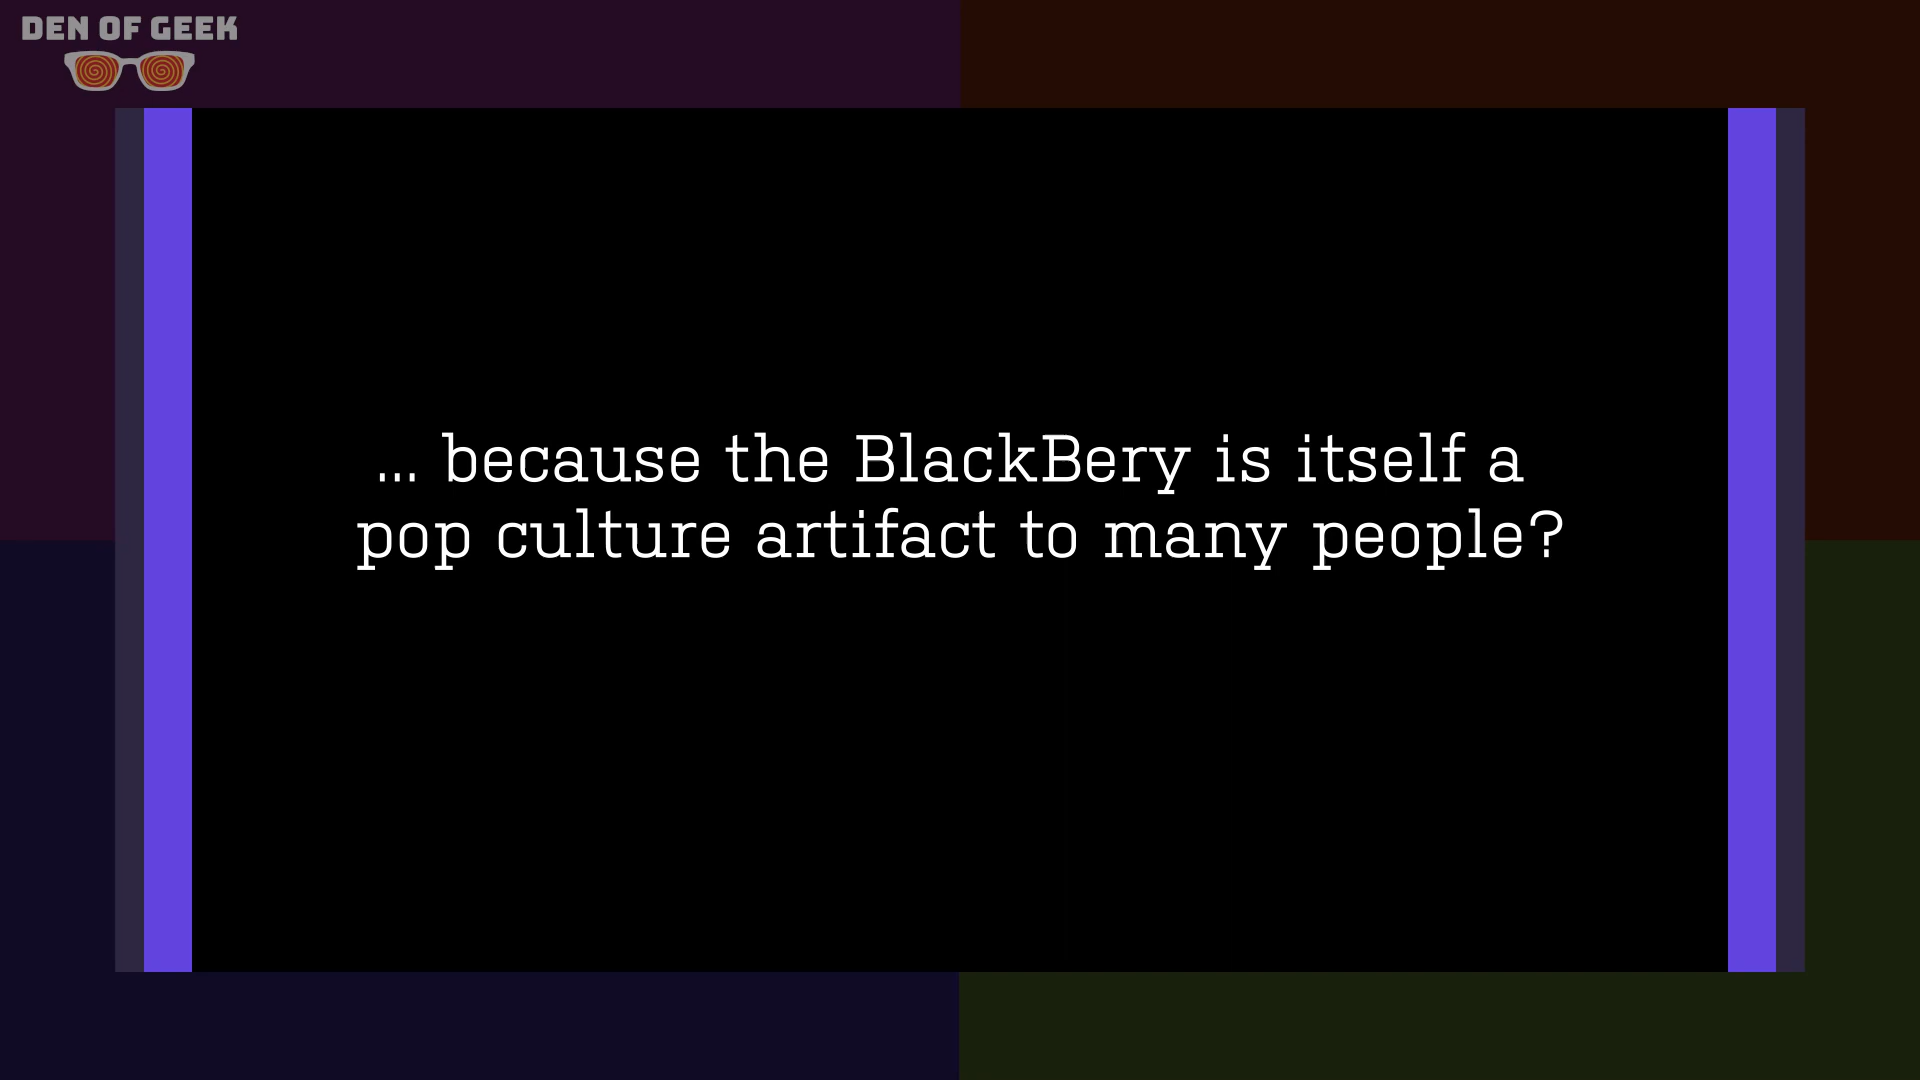 DEN OF GEEK
... because the BlackBery is itself a
pop culture artifact to many people?